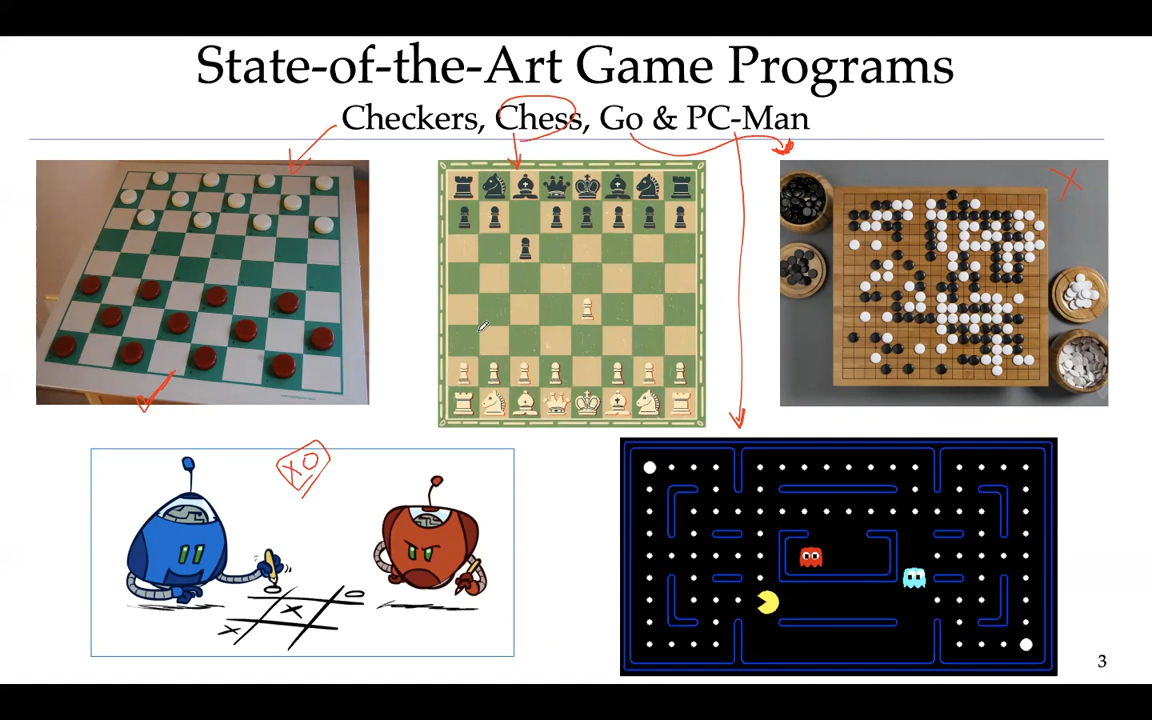 State-of-the-Art Game Programs
Checkers, Chess, Go & PC-Man
XO
X
O
O
X
X
3